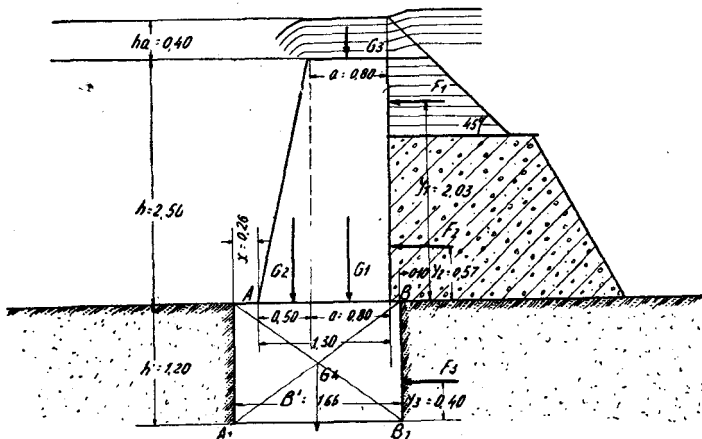 ha = 0,40
G3
a = 0,80
F1
45°
h = 2,50
y1 = 2,03
x = 0,26
F2
G2
G1
0,10
y2 = 0,57
A
B
0,50
a = 0,80
1,30
h' = 1,20
G4
F3
B' = 1,66
y3 = 0,40
A1
B1